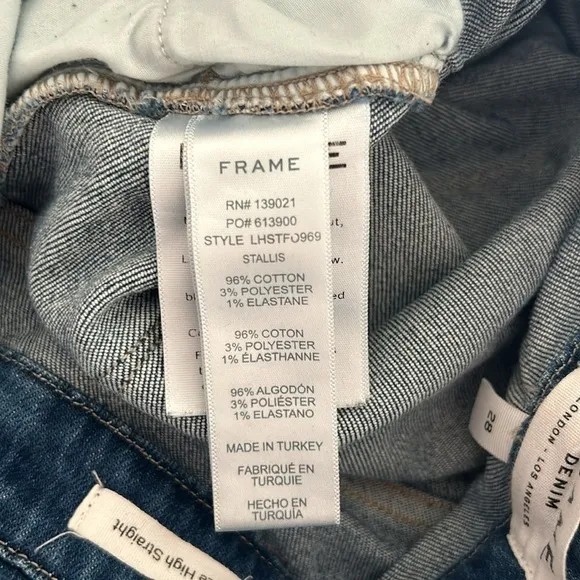 FRAME
RN# 139021
PO# 613900
STYLE LHSTFO969
STALLIS
96% COTTON
3% POLYESTER
1% ELASTANE
96% COTON
3% POLYESTER
1% ÉLASTHANNE
96% ALGODÓN
3% POLIÉSTER
1% ELASTANO
MADE IN TURKEY
FABRIQUÉ EN
TURQUIE
HECHO EN
TURQUÍA
28
LONDON - LOS ANGELES
DENIM
High Straight